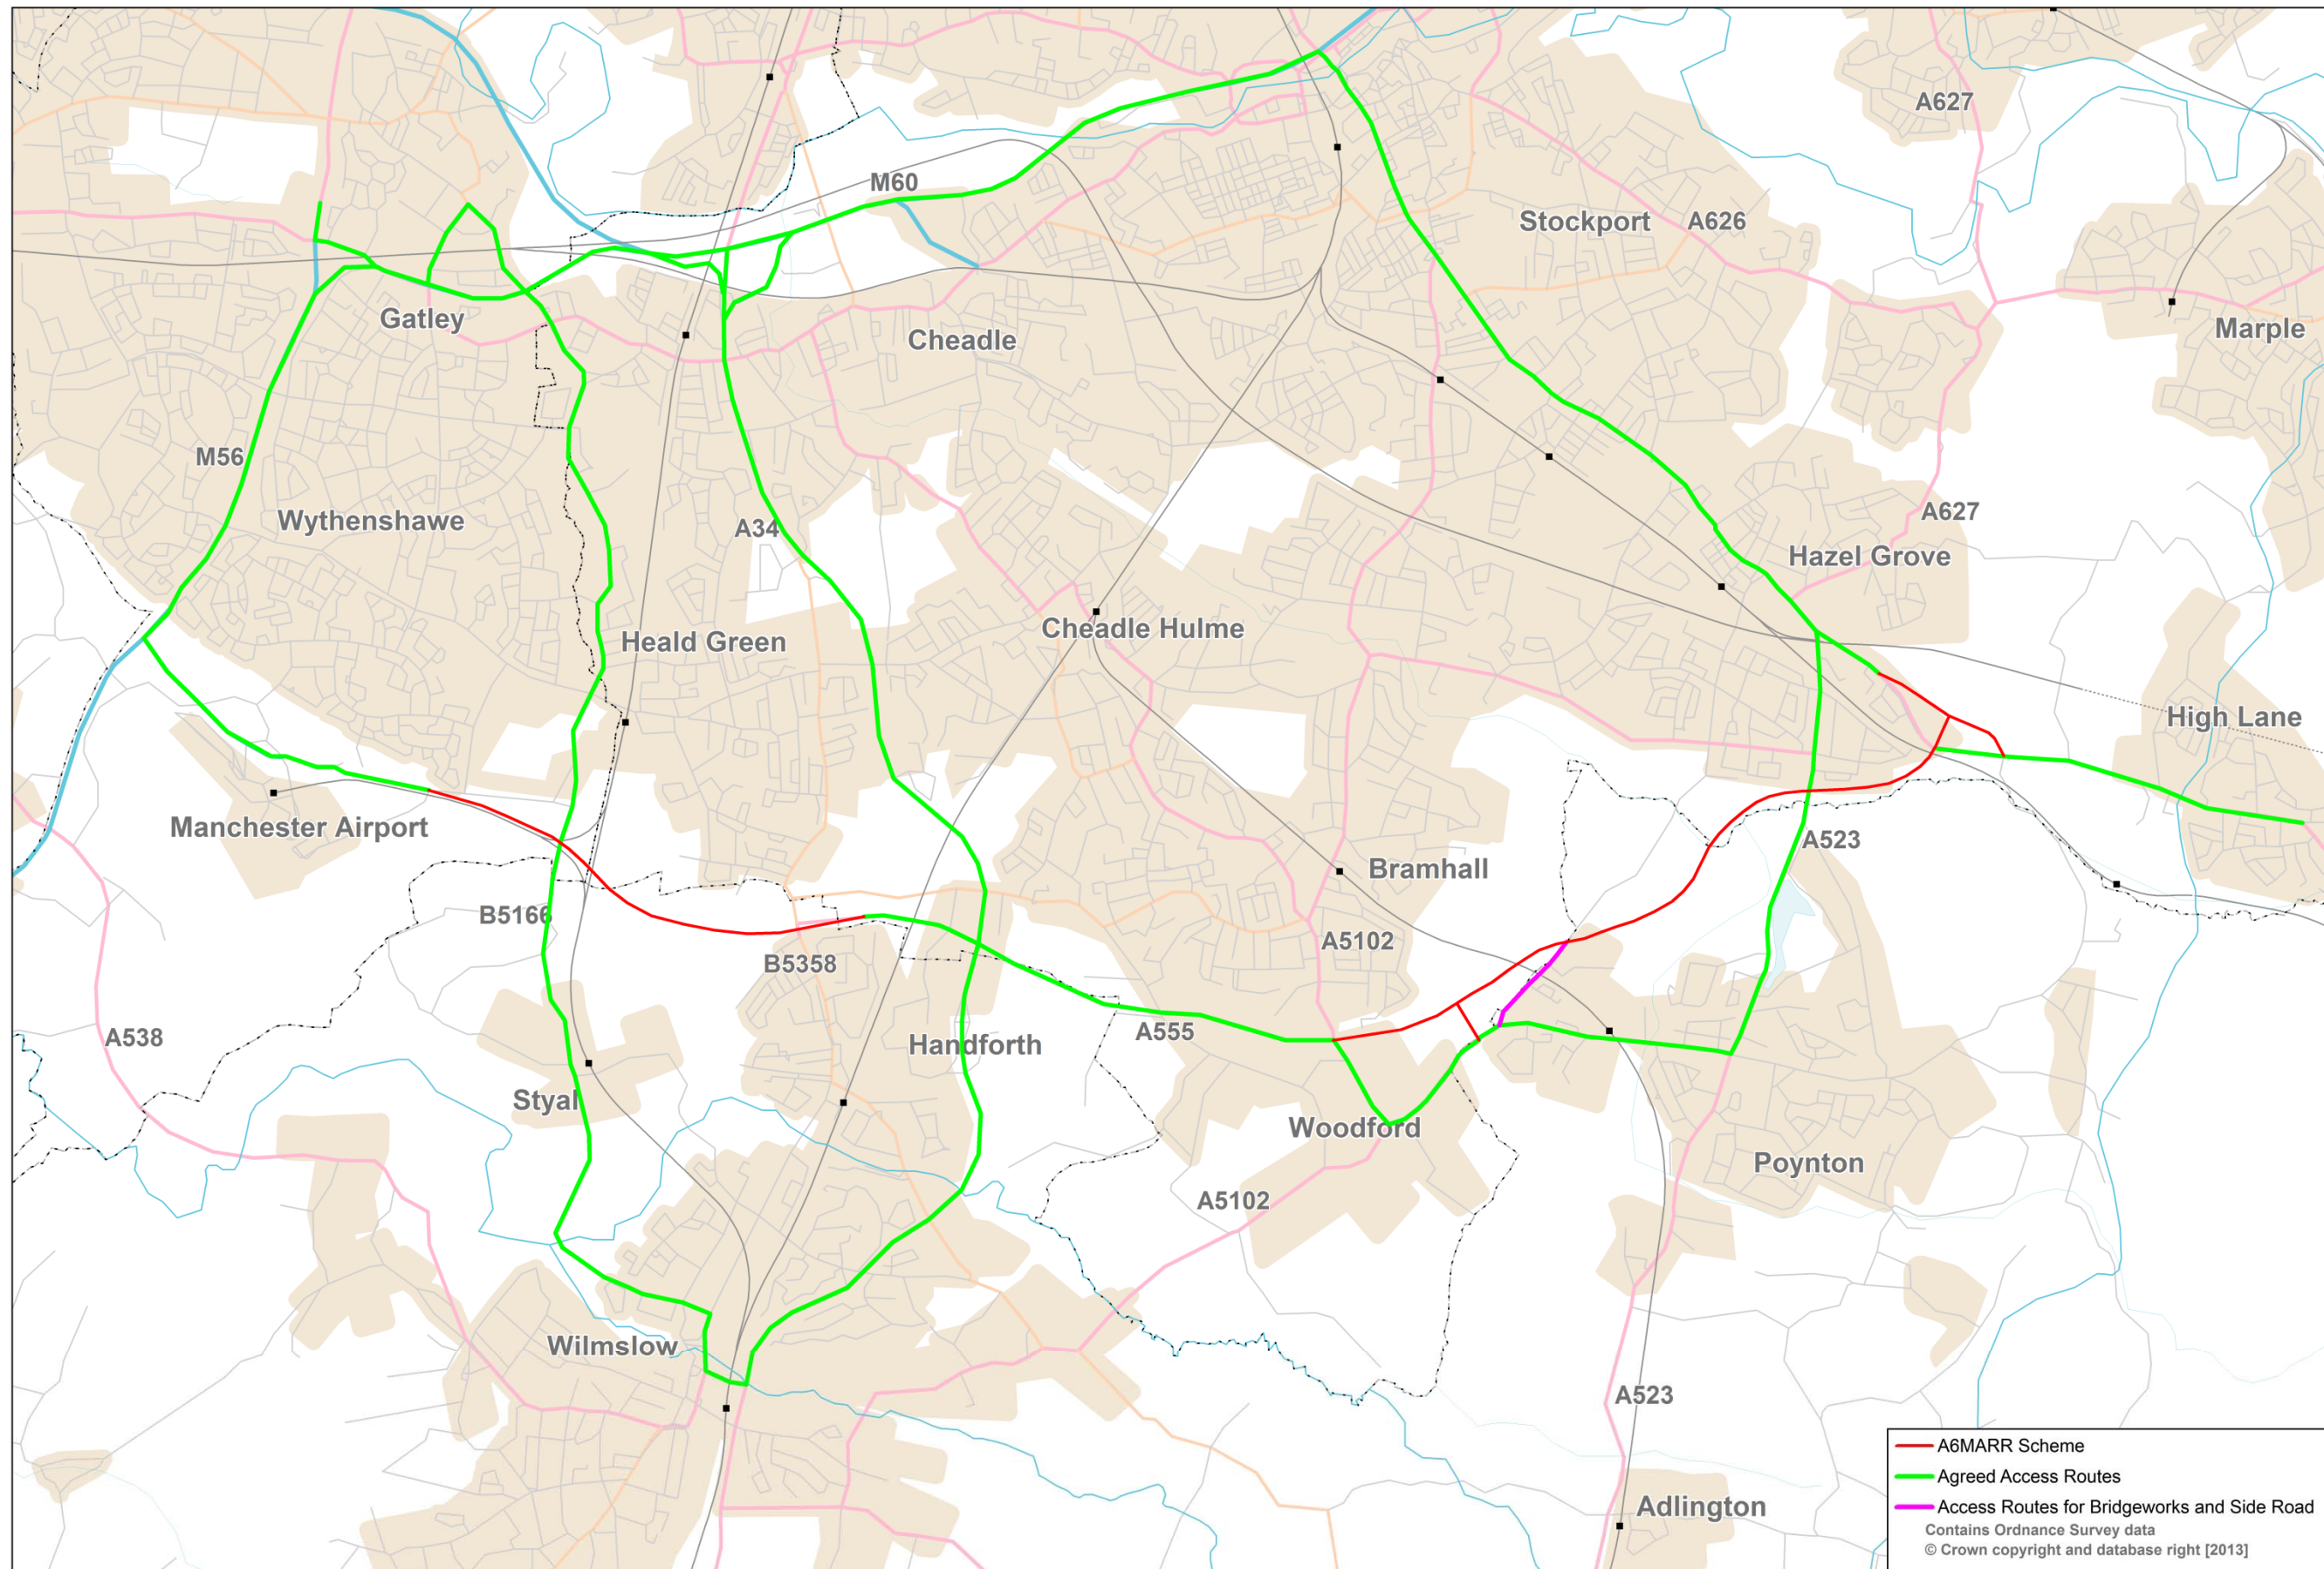 A627
M60
Stockport
A626
Gatley
Cheadle
Marple
M56
Wythenshawe
A34
A627
Hazel Grove
Heald Green
Cheadle Hulme
High Lane
Manchester Airport
A523
Bramhall
B5166
A5102
B5358
A538
Handforth
A555
Styal
Woodford
Poynton
A5102
Wilmslow
A523
Adlington
A6MARR Scheme
Agreed Access Routes
Access Routes for Bridgeworks and Side Road
Contains Ordnance Survey data
© Crown copyright and database right [2013]